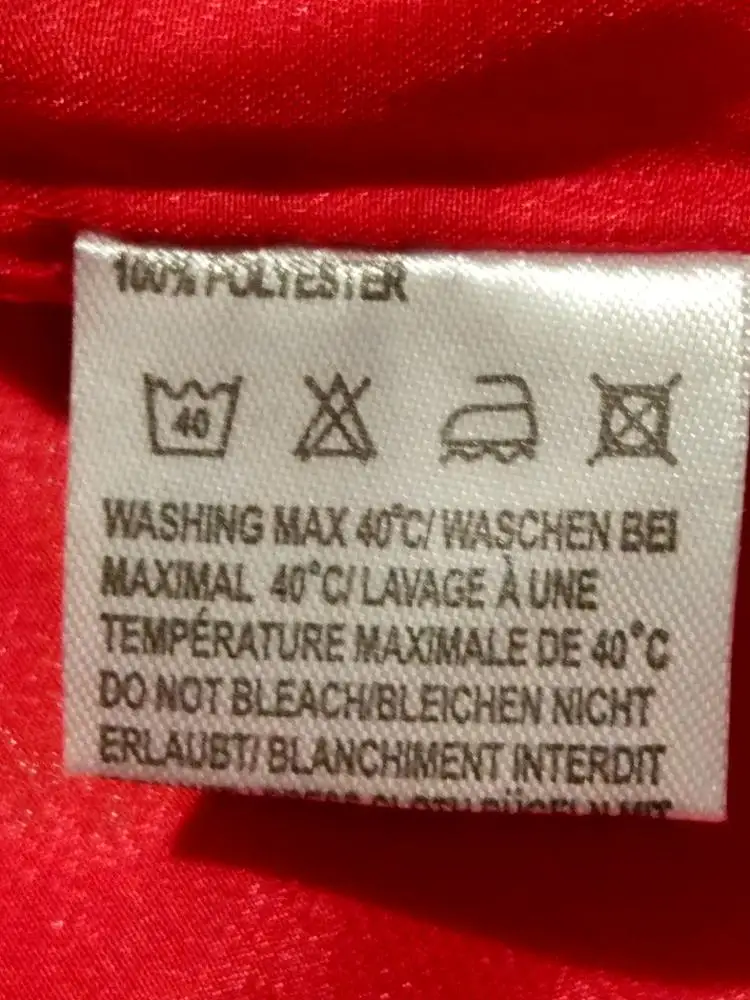 100% POLYESTER
40
WASHING MAX 40°C/ WASCHEN BEI
MAXIMAL 40°C/ LAVAGE À UNE
TEMPÉRATURE MAXIMALE DE 40°C
DO NOT BLEACH/BLEICHEN NICHT
ERLAUBT/ BLANCHIMENT INTERDIT